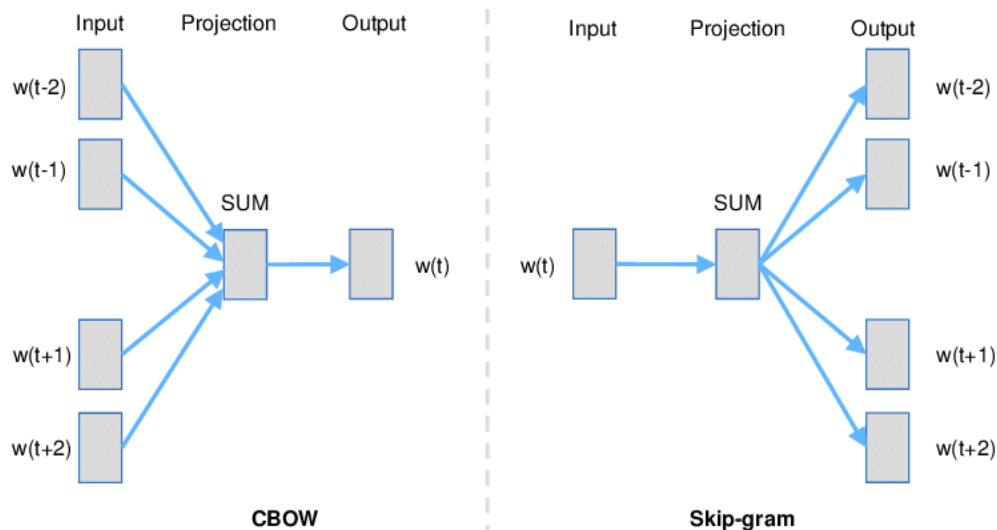 Input Projection Output
w(t-2)
w(t-1)
SUM
w(t)
w(t+1)
w(t+2)
CBOW
Input Projection Output
w(t-2)
w(t-1)
SUM
w(t)
w(t+1)
w(t+2)
Skip-gram